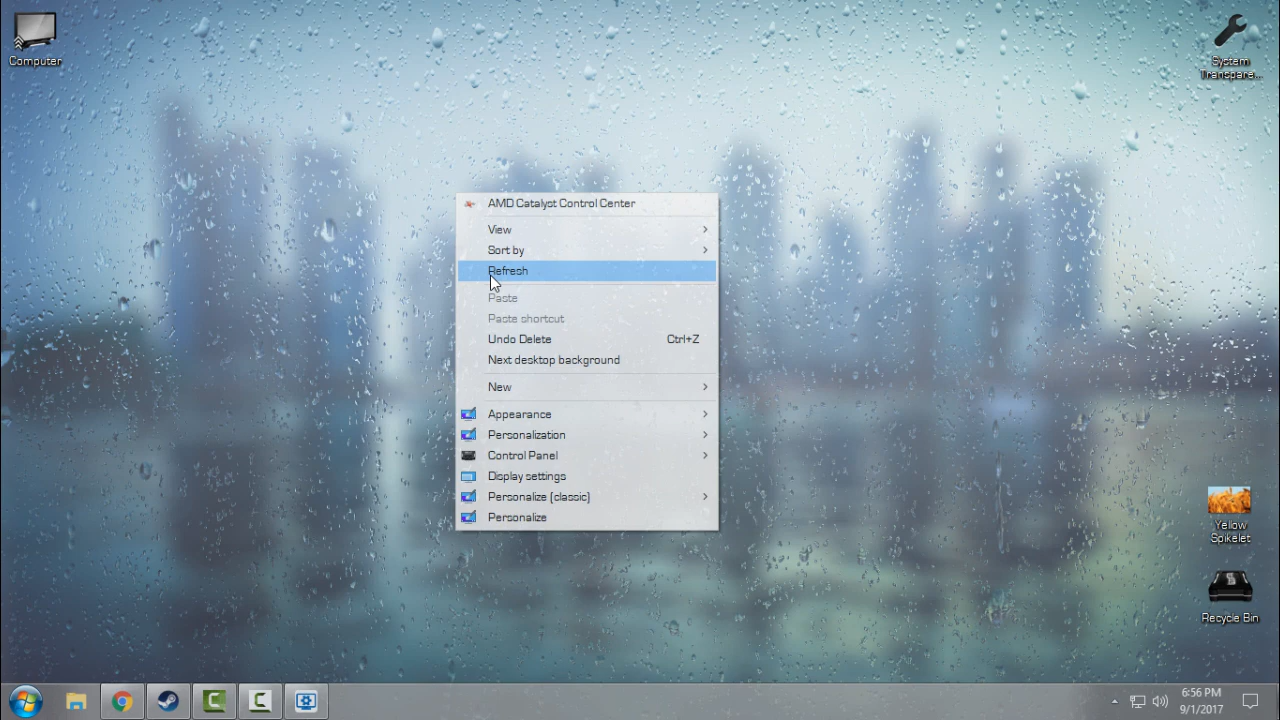 Computer
System
Transpare...
AMD Catalyst Control Center
View
Sort by
Refresh
Paste
Paste shortcut
Undo Delete Ctrl+Z
Next desktop background
New
Appearance
Personalization
Control Panel
Display settings
Personalize (classic)
Personalize
Yellow
Spikelet
Recycle Bin
6:56 PM
9/1/2017